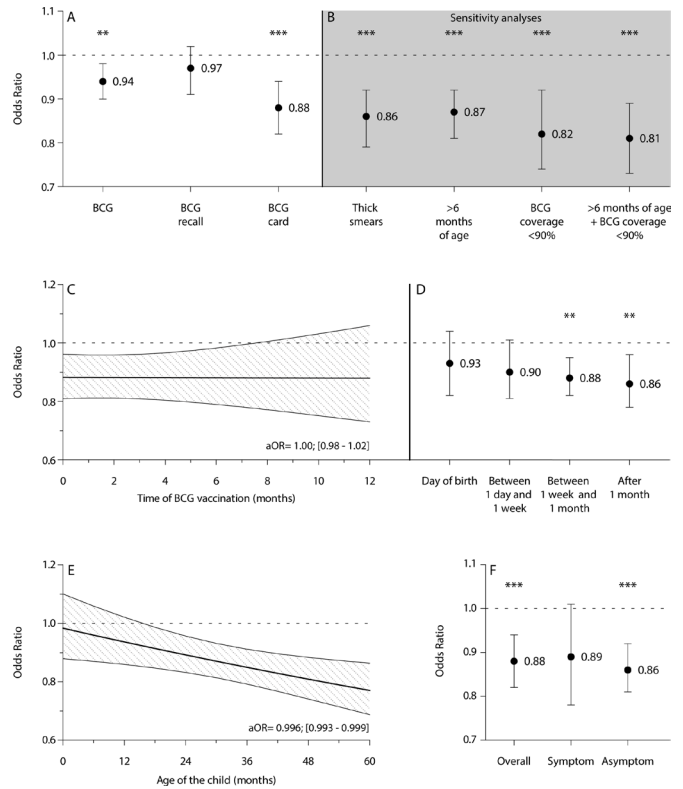 A
B
Sensitivity analyses
Odds Ratio
1.1
1.0
0.9
0.8
0.7
**
***
***
***
***
***
0.94
0.97
0.88
0.86
0.87
0.82
0.81
BCG
BCG
recall
BCG
card
Thick
smears
>6
months
of age
BCG
coverage
<90%
>6 months of age
+ BCG coverage
<90%
C
Odds Ratio
1.2
1.0
0.8
0.6
aOR= 1.00; [0.98 - 1.02]
0 2 4 6 8 10 12
Time of BCG vaccination (months)
D
**
**
0.93
0.90
0.88
0.86
Day of birth
Between
1 day and
1 week
Between
1 week and
1 month
After
1 month
E
Odds Ratio
1.2
1.0
0.8
0.6
aOR= 0.996; [0.993 - 0.999]
0 12 24 36 48 60
Age of the child (months)
F
Odds Ratio
1.1
1.0
0.9
0.8
0.7
***
***
0.88
0.89
0.86
Overall
Symptom
Asymptom